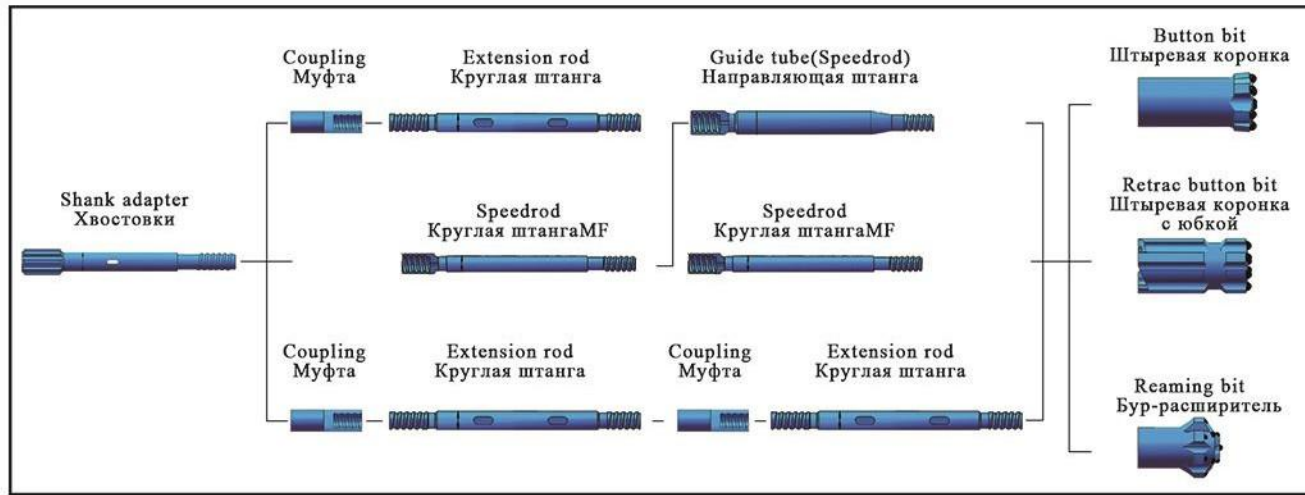 Shank adapter
Хвостовки
Coupling
Муфта
Extension rod
Круглая штанга
Guide tube(Speedrod)
Направляющая штанга
Speedrod
Круглая штангаMF
Speedrod
Круглая штангаMF
Coupling
Муфта
Extension rod
Круглая штанга
Coupling
Муфта
Extension rod
Круглая штанга
Button bit
Штыревая коронка
Retrac button bit
Штыревая коронка
с юбкой
Reaming bit
Бур-расширитель